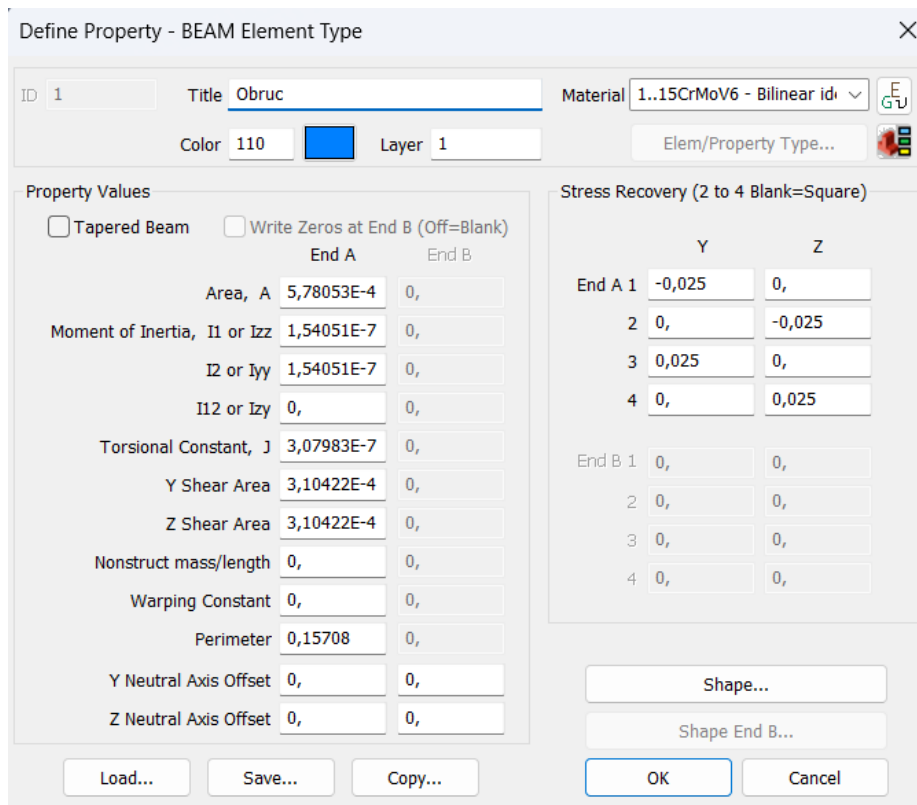 Define Property - BEAM Element Type
ID 1 Title Obruc Material 1..15CrMoV6 - Bilinear id
Color 110 Layer 1 Elem/Property Type...
Property Values
Tapered Beam Write Zeros at End B (Off=Blank)
End A End B
Area, A 5,78053E-4 0,
Moment of Inertia, I1 or Izz 1,54051E-7 0,
I2 or Iyy 1,54051E-7 0,
I12 or Izy 0, 0,
Torsional Constant, J 3,07983E-7 0,
Y Shear Area 3,10422E-4 0,
Z Shear Area 3,10422E-4 0,
Nonstruct mass/length 0, 0,
Warping Constant 0, 0,
Perimeter 0,15708 0,
Y Neutral Axis Offset 0, 0,
Z Neutral Axis Offset 0, 0,
Stress Recovery (2 to 4 Blank=Square)
Y Z
End A 1 -0,025 0,
2 0, -0,025
3 0,025 0,
4 0, 0,025
End B 1 0, 0,
2 0, 0,
3 0, 0,
4 0, 0,
Shape...
Shape End B...
Load... Save... Copy... OK Cancel